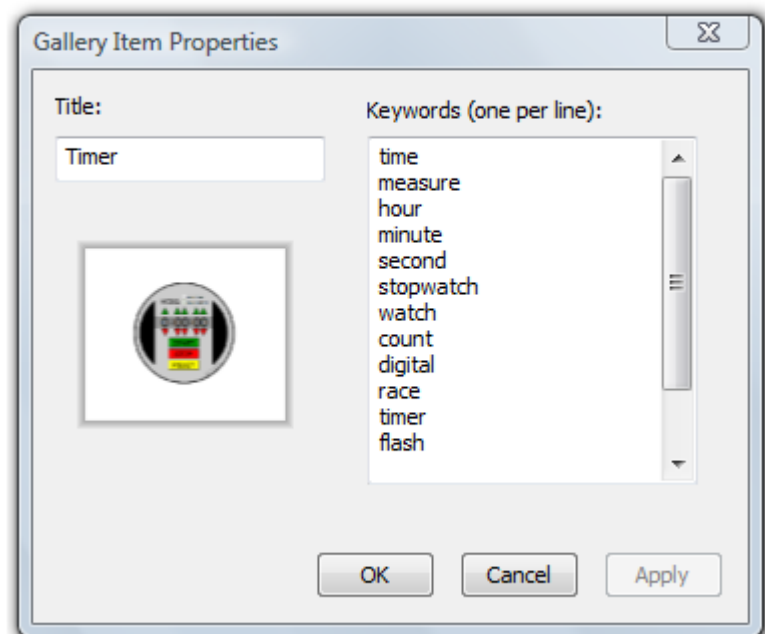 Gallery Item Properties
Title:
Timer
Keywords (one per line):
time
measure
hour
minute
second
stopwatch
watch
count
digital
race
timer
flash
OK
Cancel
Apply